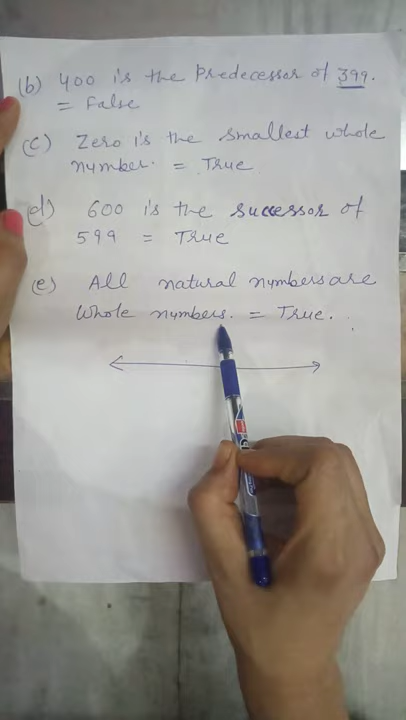 (b) 400 is the Predecessor of 399.
= False
(c) Zero is the smallest whole
number. = True
(d) 600 is the successor of
599 = True
(e) All natural numbers are
Whole numbers. = True.